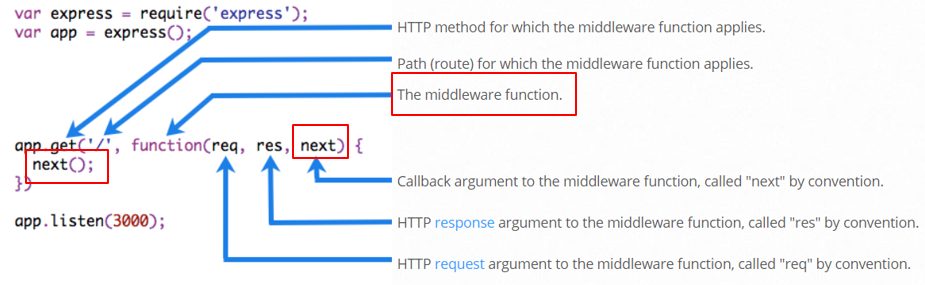 var express = require('express');
var app = express();
HTTP method for which the middleware function applies.
Path (route) for which the middleware function applies.
The middleware function.
app.get('/', function(req, res, next) {
next();
})
Callback argument to the middleware function, called "next" by convention.
app.listen(3000);
HTTP response argument to the middleware function, called "res" by convention.
HTTP request argument to the middleware function, called "req" by convention.